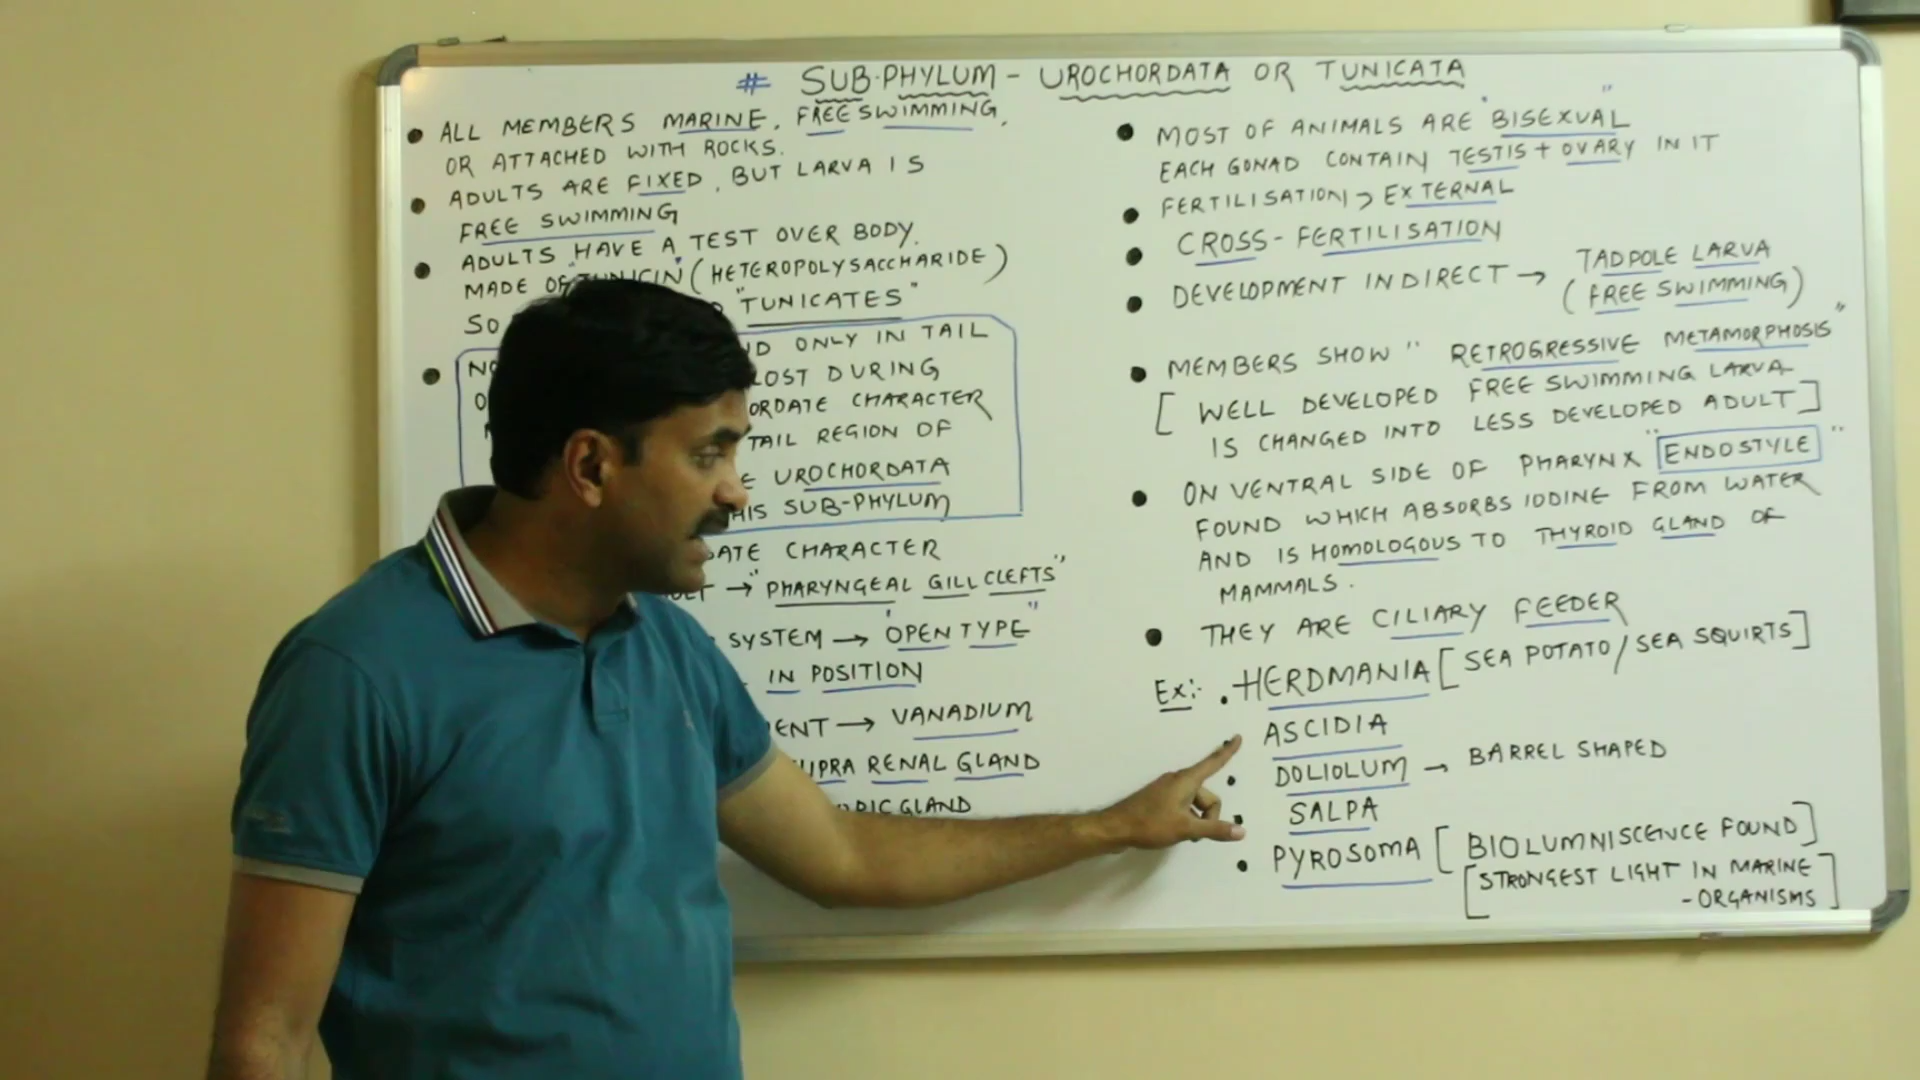 # SUB-PHYLUM - UROCHORDATA OR TUNICATA
• ALL MEMBERS MARINE, FREE SWIMMING,
OR ATTACHED WITH ROCKS.
• ADULTS ARE FIXED, BUT LARVA IS
FREE SWIMMING
• ADULTS HAVE A TEST OVER BODY.
MADE OF "TUNICIN" (HETEROPOLYSACCHARIDE)
SO "TUNICATES"
• ONLY IN TAIL
LOST DURING
CHARACTER
TAIL REGION OF
UROCHORDATA
SUB-PHYLUM
CHARACTER
→ "PHARYNGEAL GILL CLEFTS"
SYSTEM → "OPEN TYPE"
IN POSITION
→ VANADIUM
RENAL GLAND
GLAND
• MOST OF ANIMALS ARE "BISEXUAL"
EACH GONAD CONTAIN TESTIS + OVARY IN IT
• FERTILISATION → EXTERNAL
• CROSS-FERTILISATION
• DEVELOPMENT INDIRECT → TADPOLE LARVA
(FREE SWIMMING)
• MEMBERS SHOW "RETROGRESSIVE METAMORPHOSIS"
[WELL DEVELOPED FREE SWIMMING LARVA
IS CHANGED INTO LESS DEVELOPED ADULT]
• ON VENTRAL SIDE OF PHARYNX "ENDOSTYLE"
FOUND WHICH ABSORBS IODINE FROM WATER
AND IS HOMOLOGOUS TO THYROID GLAND OF
MAMMALS.
• THEY ARE CILIARY FEEDER
Ex:- • HERDMANIA [SEA POTATO/SEA SQUIRTS]
• ASCIDIA
• DOLIOLUM → BARREL SHAPED
• SALPA
• PYROSOMA [BIOLUMNISCENCE FOUND]
[STRONGEST LIGHT IN MARINE
-ORGANISMS]